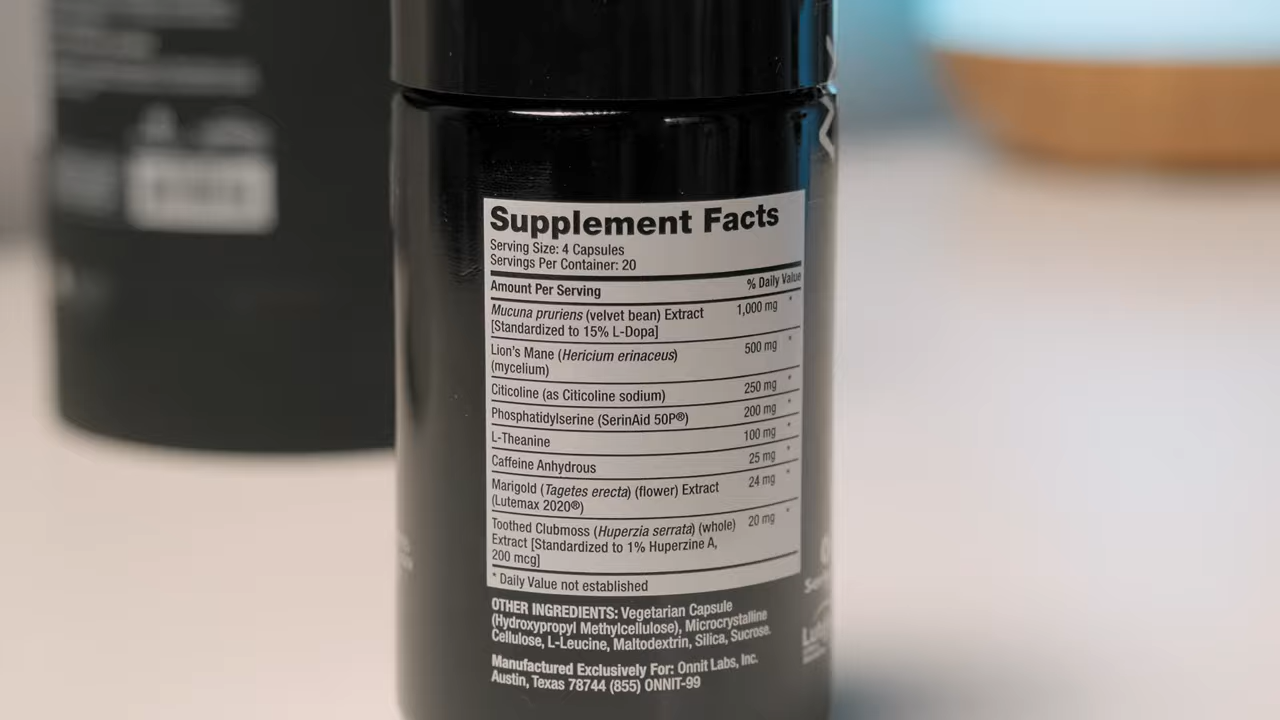 Supplement Facts
Serving Size: 4 Capsules
Servings Per Container: 20
Amount Per Serving % Daily Value
Mucuna pruriens (velvet bean) Extract 1,000 mg *
[Standardized to 15% L-Dopa]
Lion's Mane (Hericium erinaceus) 500 mg *
(mycelium)
Citicoline (as Citicoline sodium) 250 mg *
Phosphatidylserine (SerinAid 50P®) 200 mg *
L-Theanine 100 mg *
Caffeine Anhydrous 25 mg *
Marigold (Tagetes erecta) (flower) Extract 24 mg *
(Lutemax 2020®)
Toothed Clubmoss (Huperzia serrata) (whole) 20 mg *
Extract [Standardized to 1% Huperzine A,
200 mcg]
* Daily Value not established
OTHER INGREDIENTS: Vegetarian Capsule
(Hydroxypropyl Methylcellulose), Microcrystalline
Cellulose, L-Leucine, Maltodextrin, Silica, Sucrose.
Manufactured Exclusively For: Onnit Labs, Inc.
Austin, Texas 78744 (855) ONNIT-99